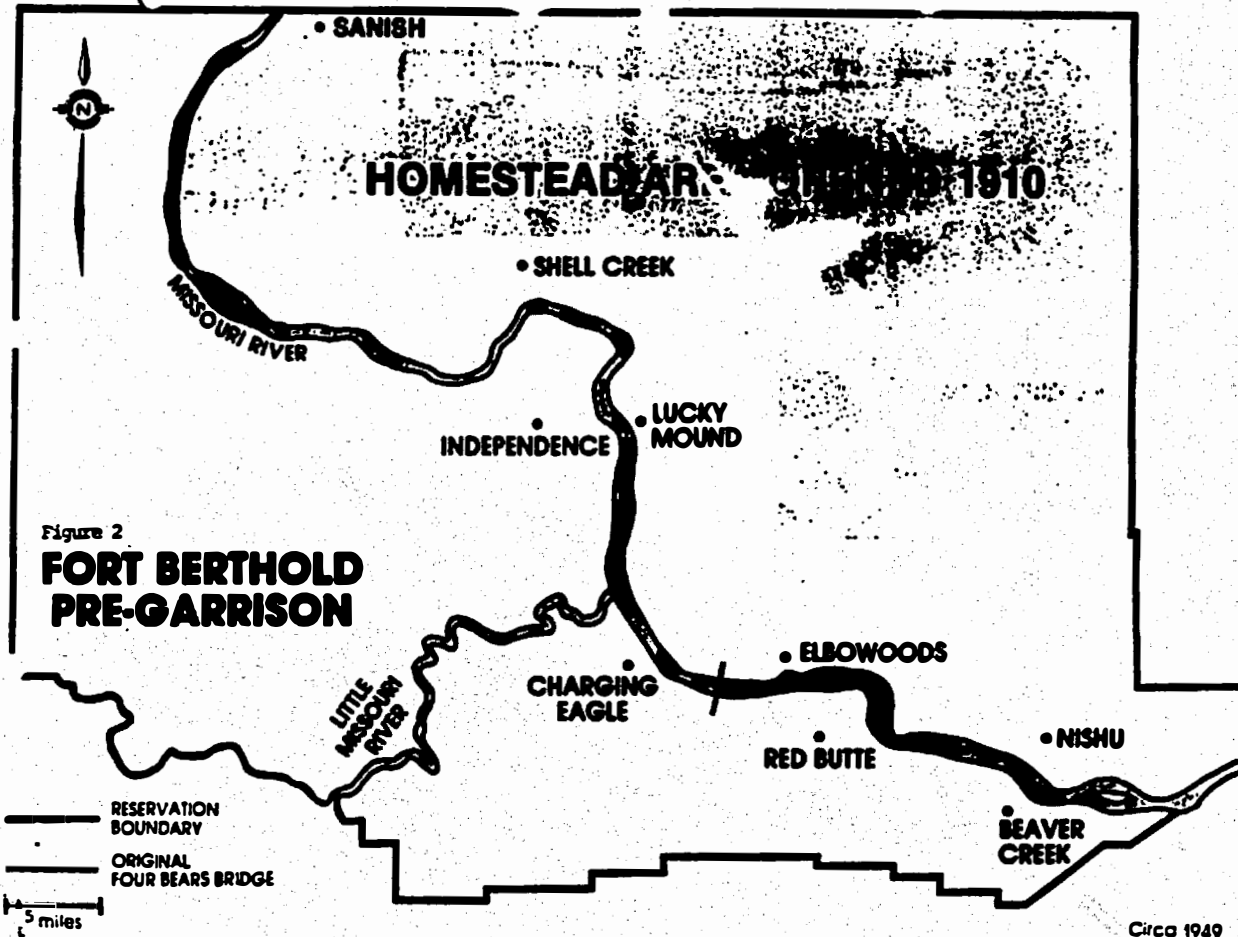 SANISH
N
HOMESTEAD 1910
SHELL CREEK
MISSOURI RIVER
LUCKY
MOUND
INDEPENDENCE
Figure 2
FORT BERTHOLD
PRE-GARRISON
ELBOWOODS
CHARGING
EAGLE
LITTLE
MISSOURI
RIVER
NISHU
RED BUTTE
RESERVATION
BOUNDARY
BEAVER
CREEK
ORIGINAL
FOUR BEARS BRIDGE
5 miles
Circa 1949